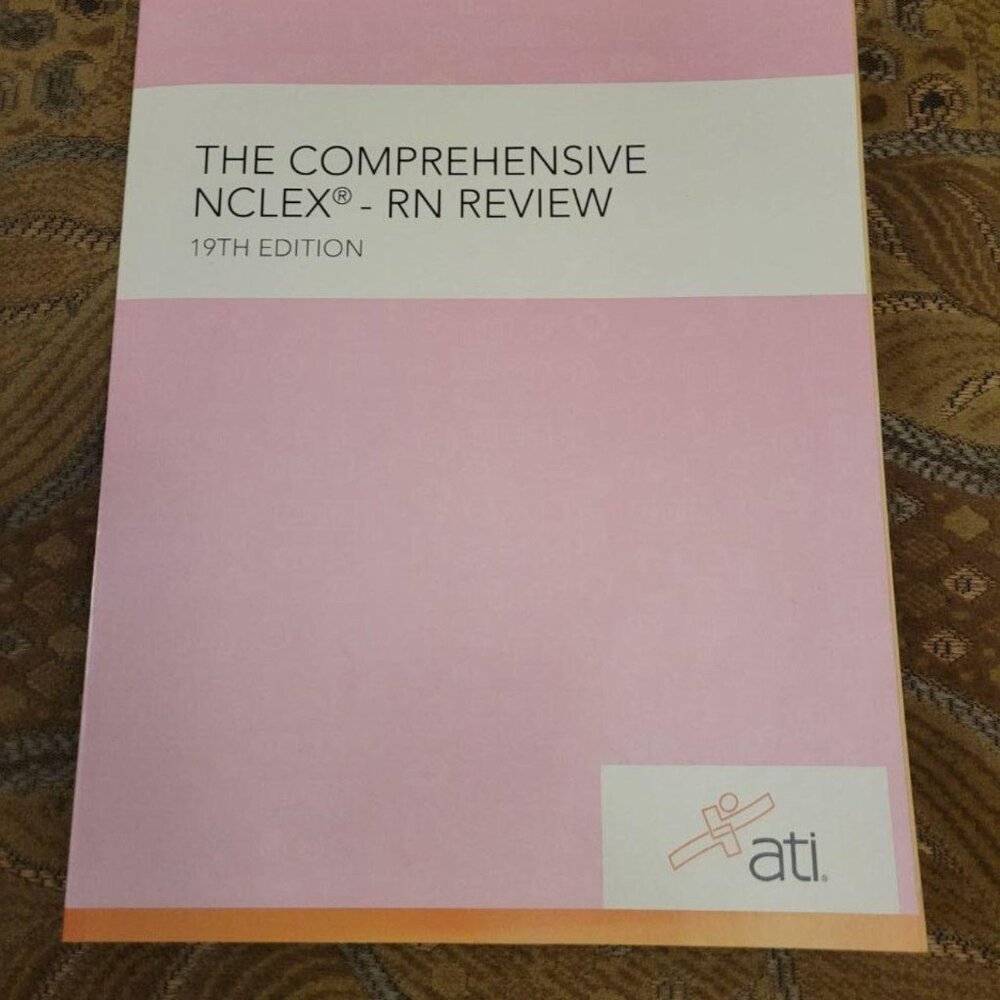 THE COMPREHENSIVE
NCLEX® - RN REVIEW
19TH EDITION
ati®